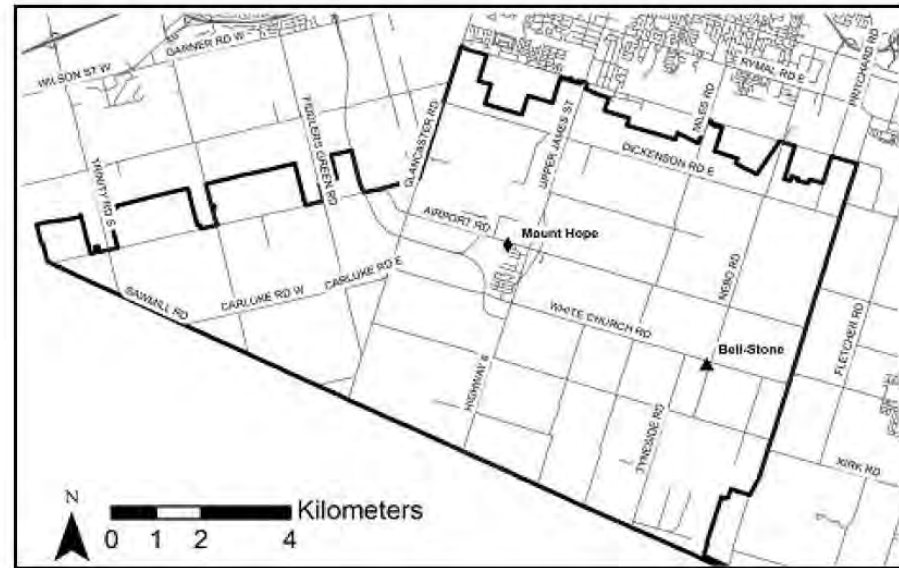 GARNER RD W
WILSON ST W
RYMAL RD E
PRITCHARD RD
TRINITY RD S
FIDDLERS GREEN RD
GLANCASTER RD
UPPER JAMES ST
MILES RD
DICKENSON RD E
AIRPORT RD
Mount Hope
SAWMILL RD
CARLUKE RD W
CARLUKE RD E
NEBO RD
WHITE CHURCH RD
Bell-Stone
FLETCHER RD
HIGHWAY 6
TYNESIDE RD
KIRK RD
N
Kilometers
0 1 2 4